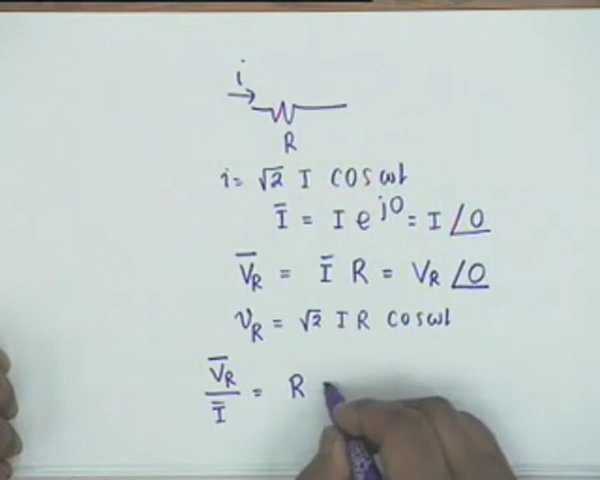 i
R
i = √2 I cos ωt
Ī = I e^{j0} = I ∠0
V̄_R = Ī R = V_R ∠0
v_R = √2 I R cos ωt
V̄_R / Ī = R